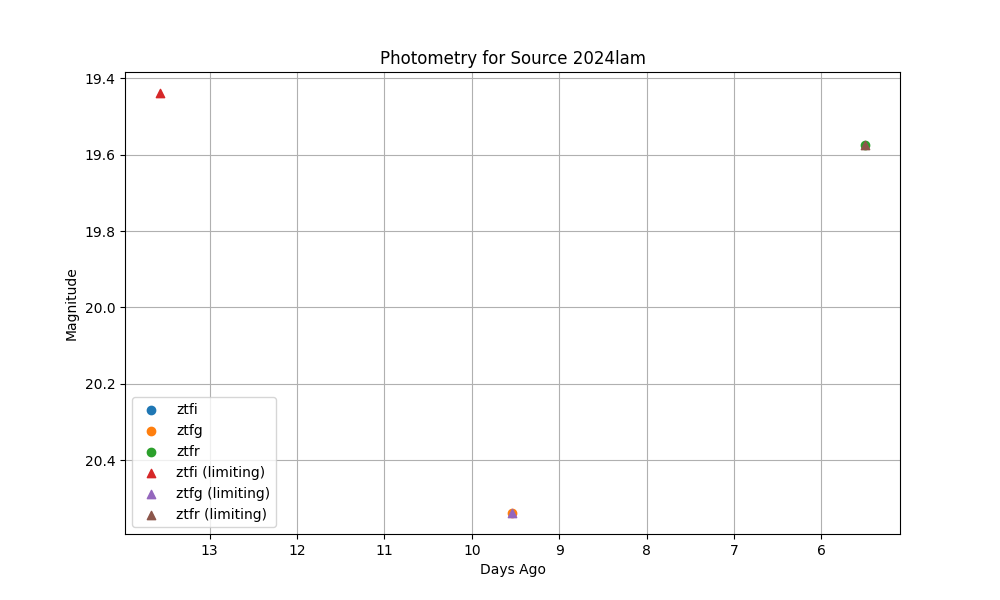 Photometry for Source 2024lam
19.4
19.6
19.8
20.0
20.2
20.4
Magnitude
ztfi
ztfg
ztfr
ztfi (limiting)
ztfg (limiting)
ztfr (limiting)
13 12 11 10 9 8 7 6
Days Ago